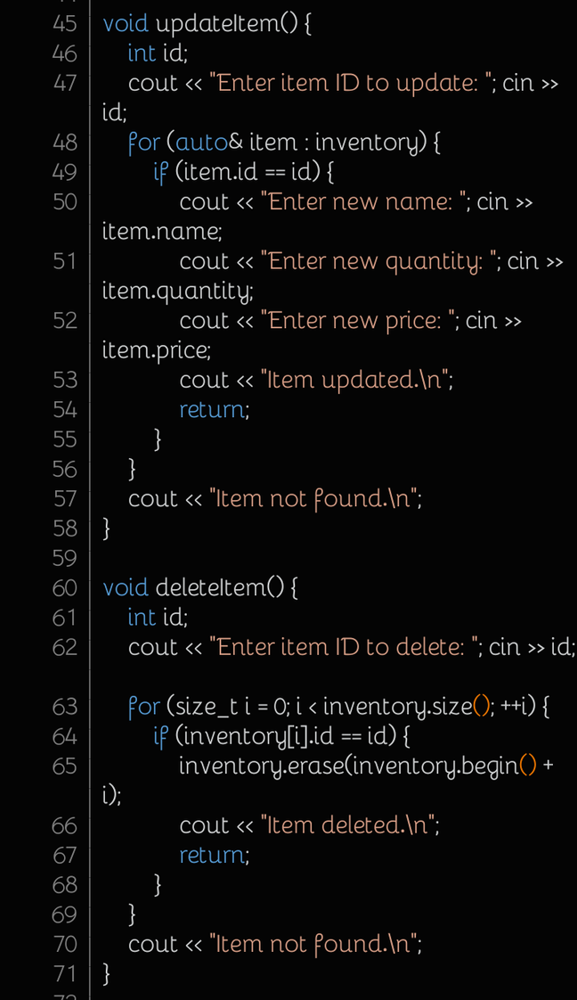 45 void updateItem() {
46 int id;
47 cout << "Enter item ID to update: "; cin >>
id;
48 for (auto& item : inventory) {
49 if (item.id == id) {
50 cout << "Enter new name: "; cin >>
item.name;
51 cout << "Enter new quantity: "; cin >>
item.quantity;
52 cout << "Enter new price: "; cin >>
item.price;
53 cout << "Item updated.\n";
54 return;
55 }
56 }
57 cout << "Item not found.\n";
58 }
59
60 void deleteItem() {
61 int id;
62 cout << "Enter item ID to delete: "; cin >> id;
63 for (size_t i = 0; i < inventory.size(); ++i) {
64 if (inventory[i].id == id) {
65 inventory.erase(inventory.begin() +
i);
66 cout << "Item deleted.\n";
67 return;
68 }
69 }
70 cout << "Item not found.\n";
71 }